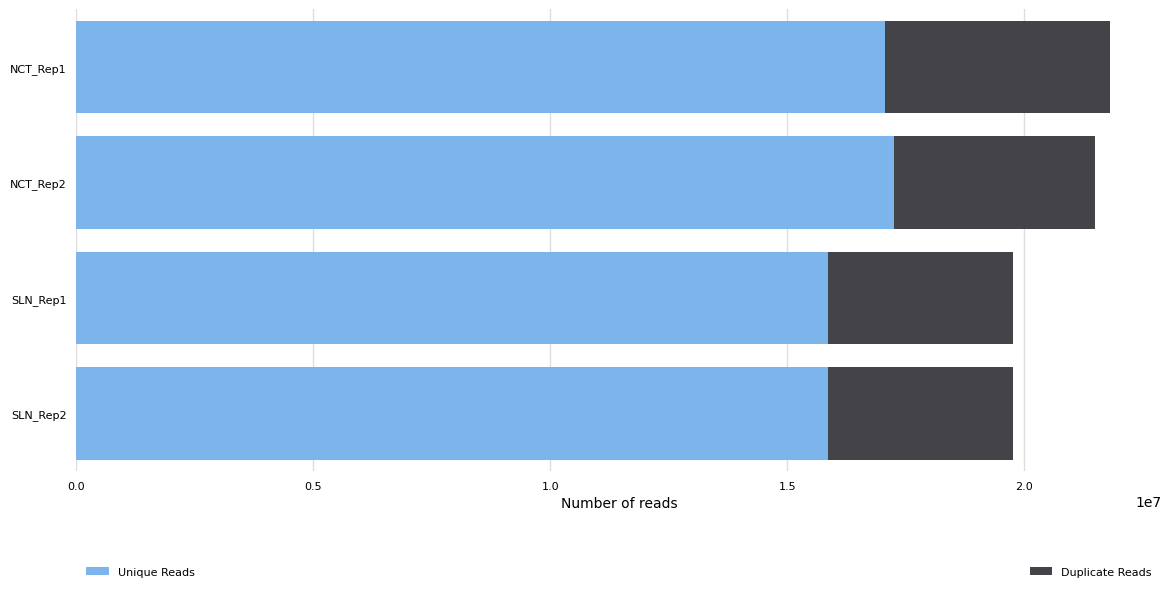 NCT_Rep1
NCT_Rep2
SLN_Rep1
SLN_Rep2
0.0 0.5 1.0 1.5 2.0
Number of reads
1e7
Unique Reads Duplicate Reads